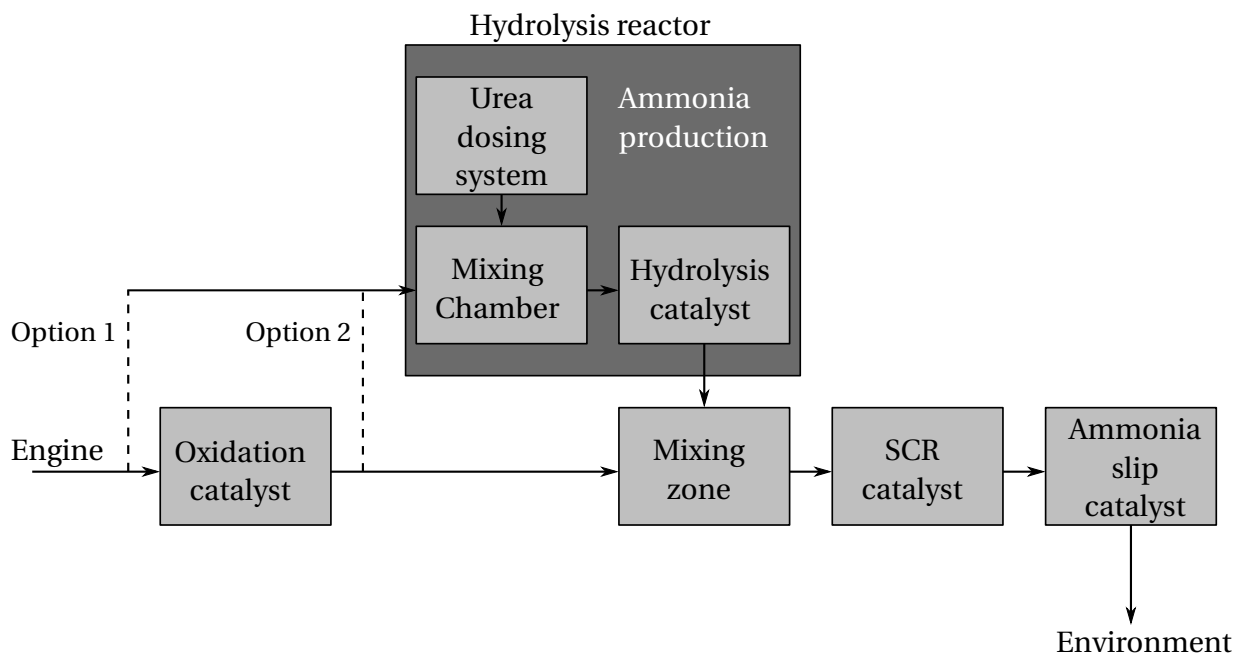 Hydrolysis reactor
Urea
dosing
system
Ammonia
production
Mixing
Chamber
Hydrolysis
catalyst
Option 1
Option 2
Engine
Oxidation
catalyst
Mixing
zone
SCR
catalyst
Ammonia
slip
catalyst
Environment